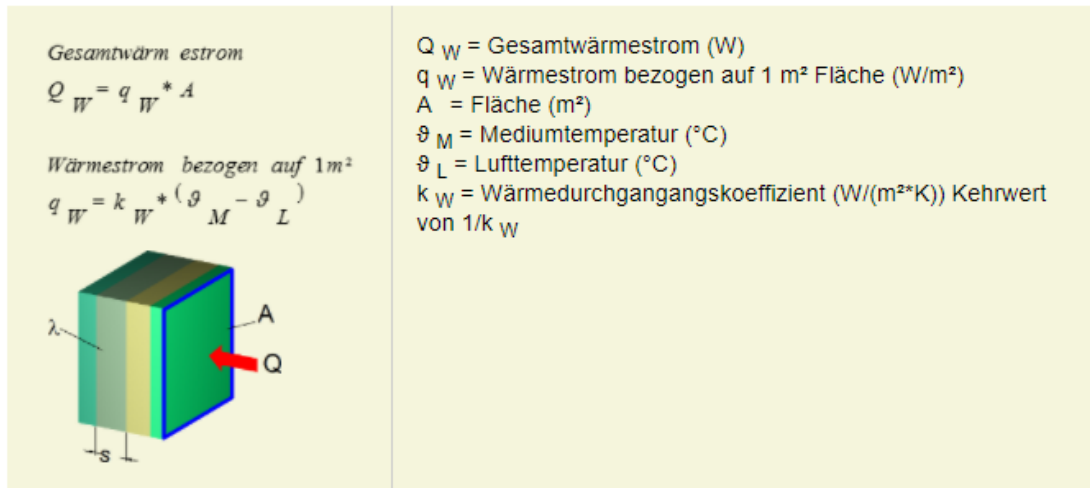 Gesamtwärm estrom
Q W = q W * A
Wärmestrom bezogen auf 1m²
q W = k W * ( ϑ M - ϑ L )
λ
A
Q
s
Q W = Gesamtwärmestrom (W)
q W = Wärmestrom bezogen auf 1 m² Fläche (W/m²)
A = Fläche (m²)
ϑ M = Mediumtemperatur (°C)
ϑ L = Lufttemperatur (°C)
k W = Wärmedurchgangangskoeffizient (W/(m²*K)) Kehrwert
von 1/k W